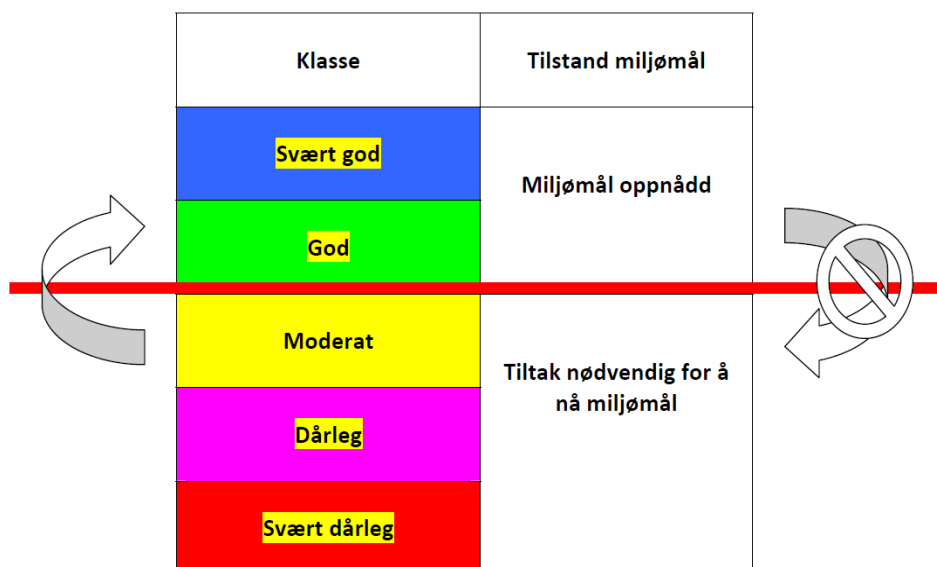 Klasse
Tilstand miljømål
Svært god
Miljømål oppnådd
God
Moderat
Tiltak nødvendig for å
nå miljømål
Dårleg
Svært dårleg